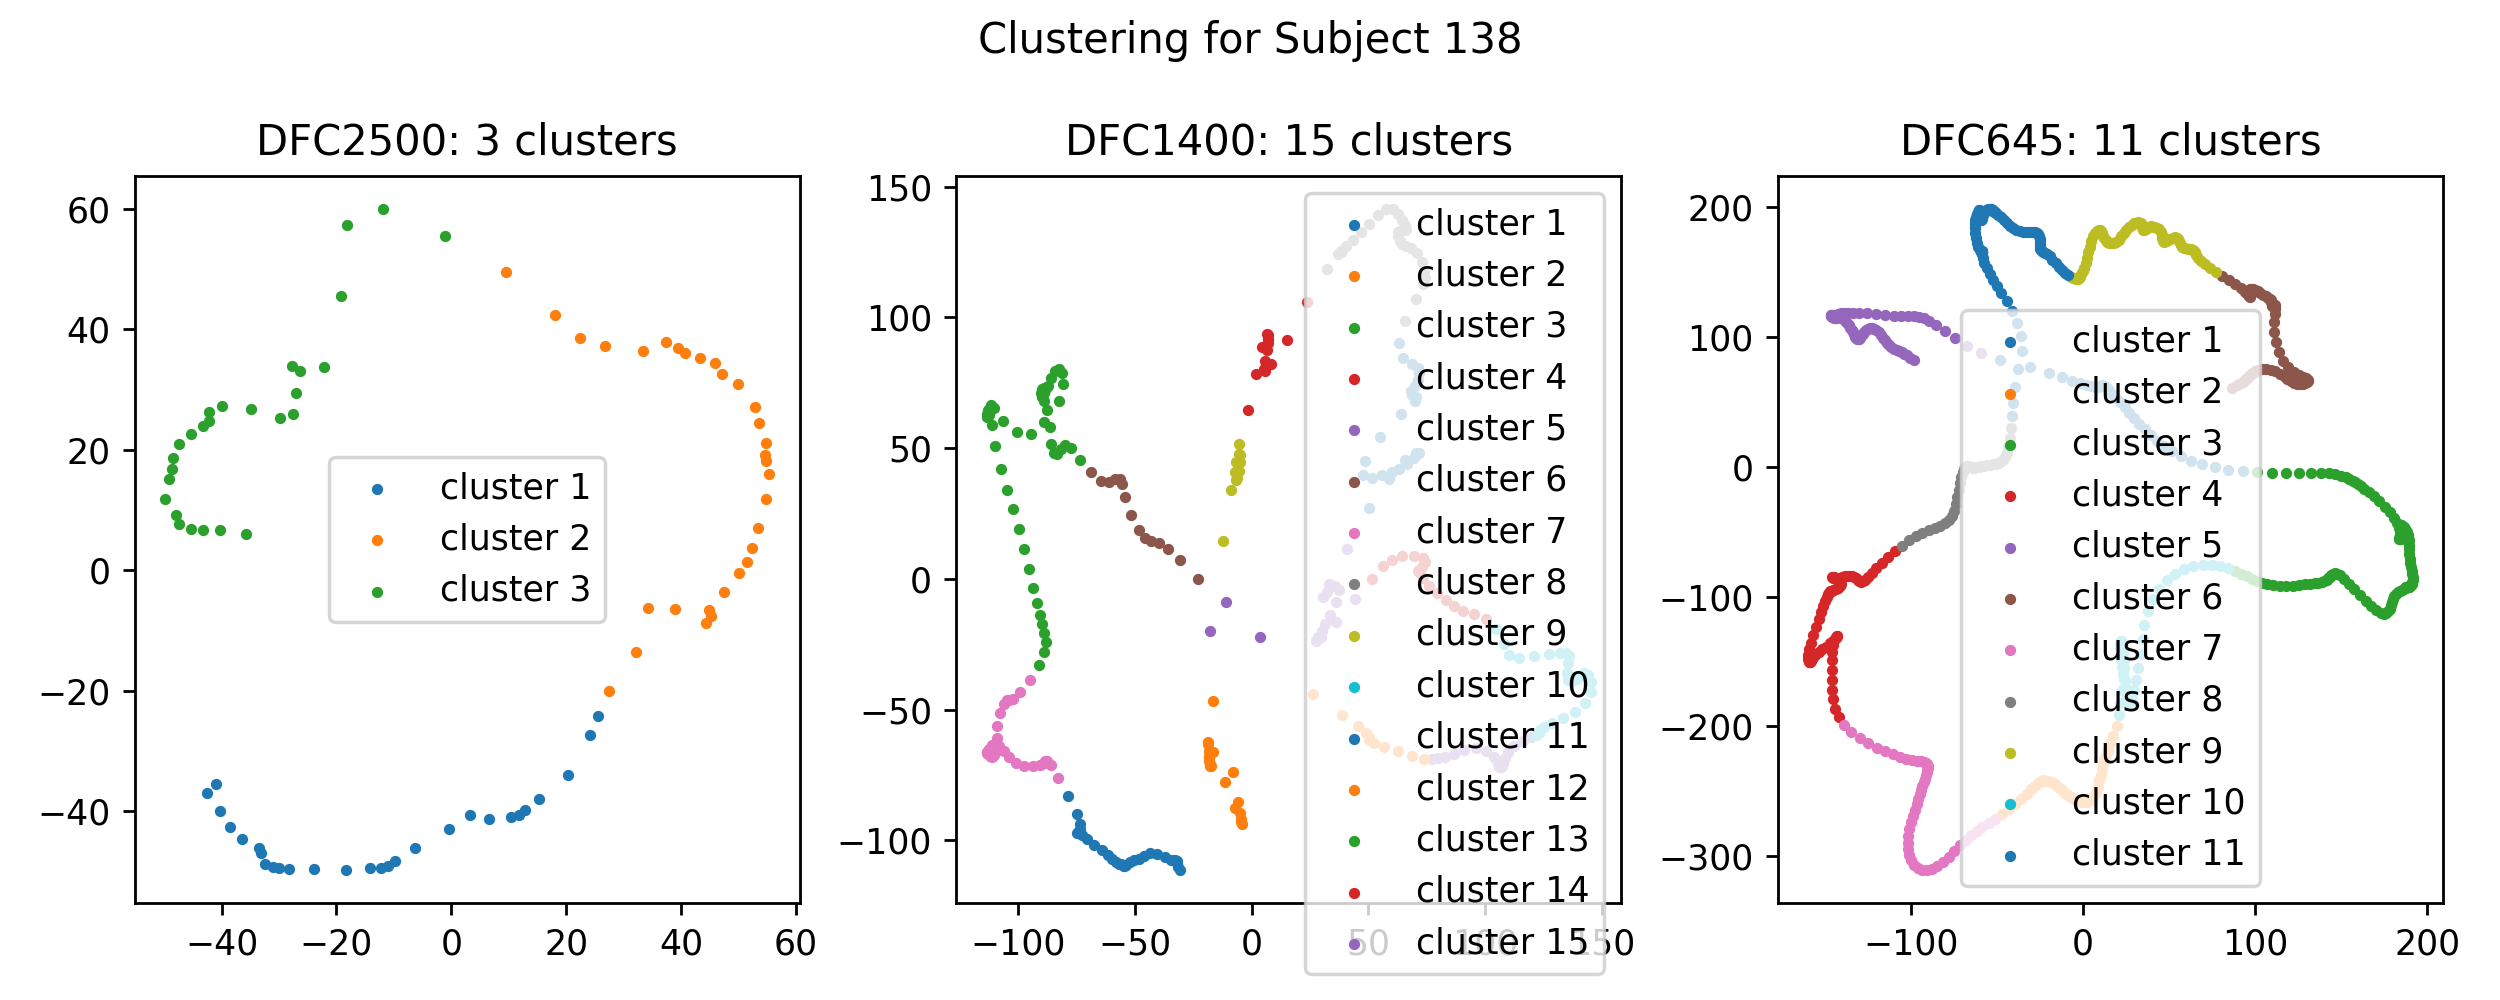 Clustering for Subject 138
DFC2500: 3 clusters
60
40
20
0
−20
−40
−40
−20
0
20
40
60
cluster 1
cluster 2
cluster 3
DFC1400: 15 clusters
150
100
50
0
−50
−100
−100
−50
0
50
100
150
cluster 1
cluster 2
cluster 3
cluster 4
cluster 5
cluster 6
cluster 7
cluster 8
cluster 9
cluster 10
cluster 11
cluster 12
cluster 13
cluster 14
cluster 15
DFC645: 11 clusters
200
100
0
−100
−200
−300
−100
0
100
200
cluster 1
cluster 2
cluster 3
cluster 4
cluster 5
cluster 6
cluster 7
cluster 8
cluster 9
cluster 10
cluster 11